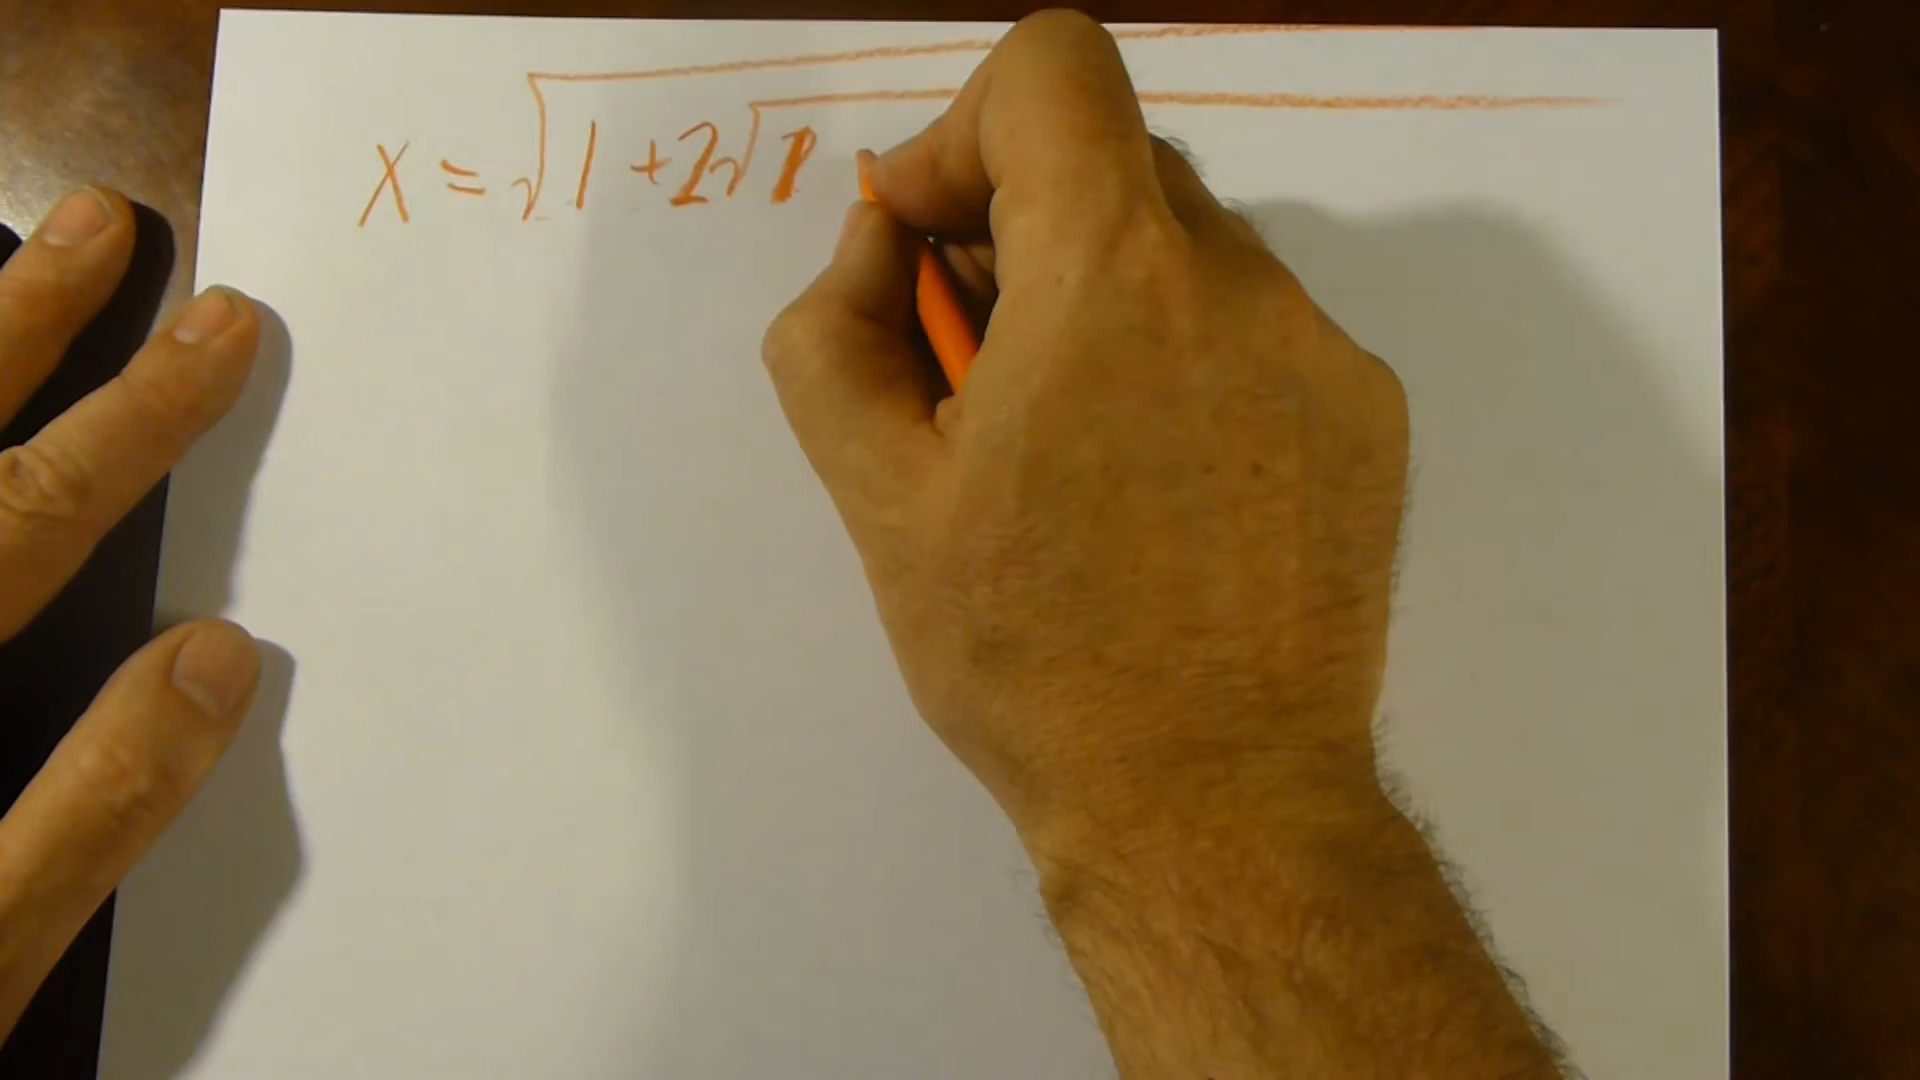 x = √1 + 2√1